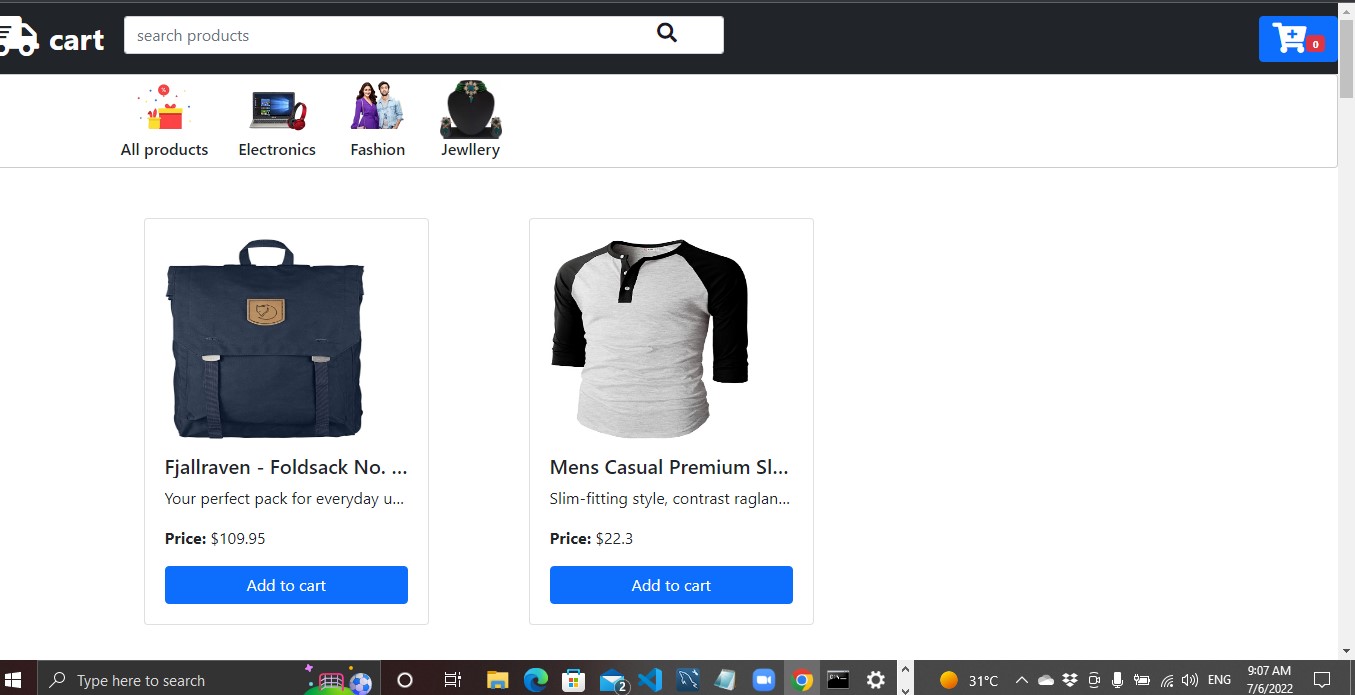 cart
search products
0
All products
Electronics
Fashion
Jewllery
Fjallraven - Foldsack No. ...
Your perfect pack for everyday u...
Price: $109.95
Add to cart
Mens Casual Premium Sl...
Slim-fitting style, contrast raglan...
Price: $22.3
Add to cart
Type here to search
2
31°C
ENG
9:07 AM
7/6/2022